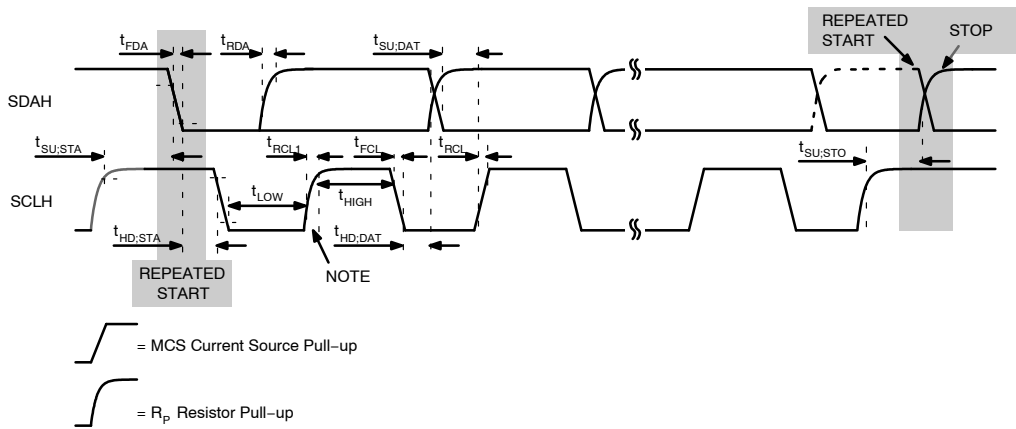 REPEATED
START
STOP
tFDA
tRDA
tSU;DAT
SDAH
tSU;STA
tRCL1
tFCL
tRCL
tSU;STO
tLOW
tHIGH
SCLH
tHD;STA
tHD;DAT
REPEATED
START
NOTE
= MCS Current Source Pull−up
= RP Resistor Pull−up